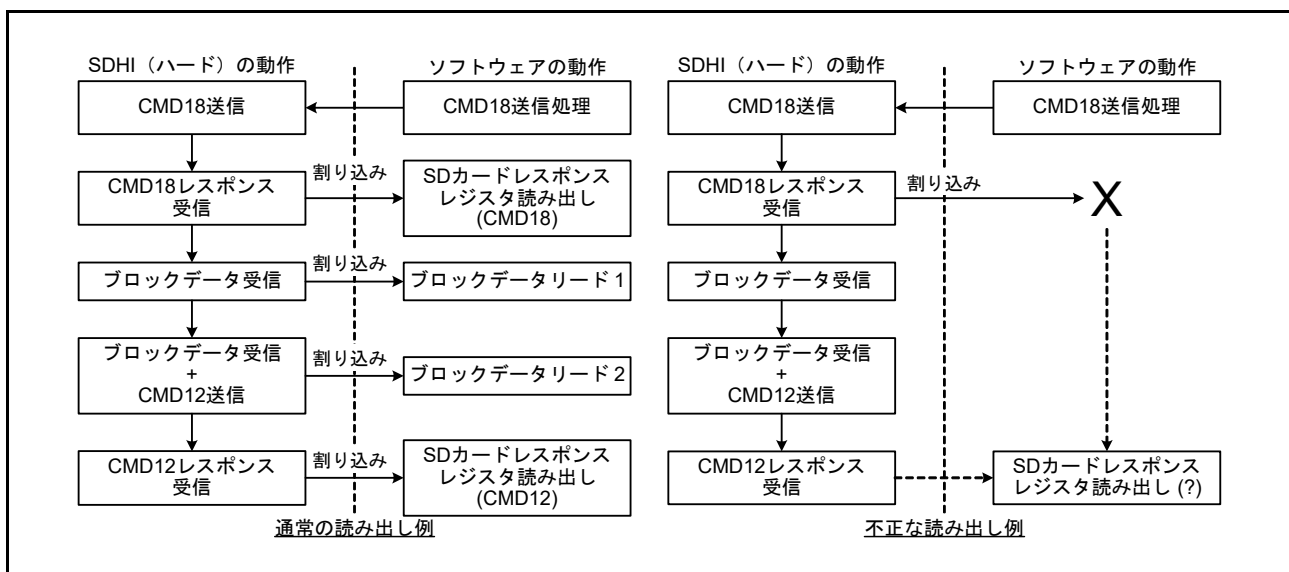 SDHI（ハード）の動作
ソフトウェアの動作
CMD18送信
CMD18送信処理
CMD18レスポンス
受信
割り込み
SDカードレスポンス
レジスタ読み出し
(CMD18)
ブロックデータ受信
割り込み
ブロックデータリード 1
ブロックデータ受信
+
CMD12送信
割り込み
ブロックデータリード 2
CMD12レスポンス
受信
割り込み
SDカードレスポンス
レジスタ読み出し
(CMD12)
通常の読み出し例
SDHI（ハード）の動作
ソフトウェアの動作
CMD18送信
CMD18送信処理
CMD18レスポンス
受信
割り込み
X
ブロックデータ受信
ブロックデータ受信
+
CMD12送信
CMD12レスポンス
受信
SDカードレスポンス
レジスタ読み出し (?)
不正な読み出し例